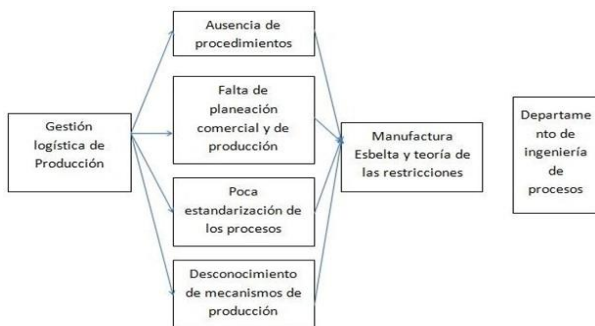 Ausencia de
procedimientos
Falta de
planeación
comercial y de
producción
Gestión
logística de
Producción
Manufactura
Esbelta y teoría de
las restricciones
Departame
nto de
ingeniería
de
procesos
Poca
estandarización de
los procesos
Desconocimiento
de mecanismos de
producción